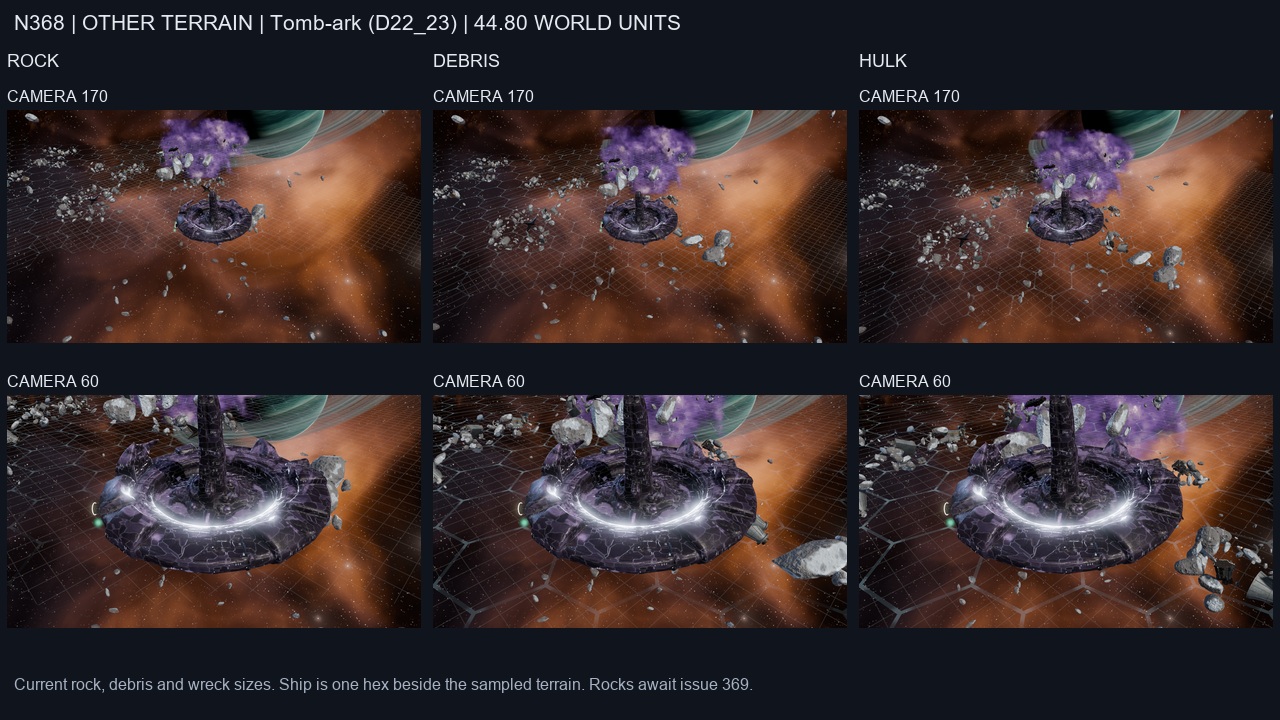 N368 | OTHER TERRAIN | Tomb-ark (D22_23) | 44.80 WORLD UNITS
ROCK
DEBRIS
HULK
CAMERA 170
CAMERA 170
CAMERA 170
CAMERA 60
CAMERA 60
CAMERA 60
Current rock, debris and wreck sizes. Ship is one hex beside the sampled terrain. Rocks await issue 369.